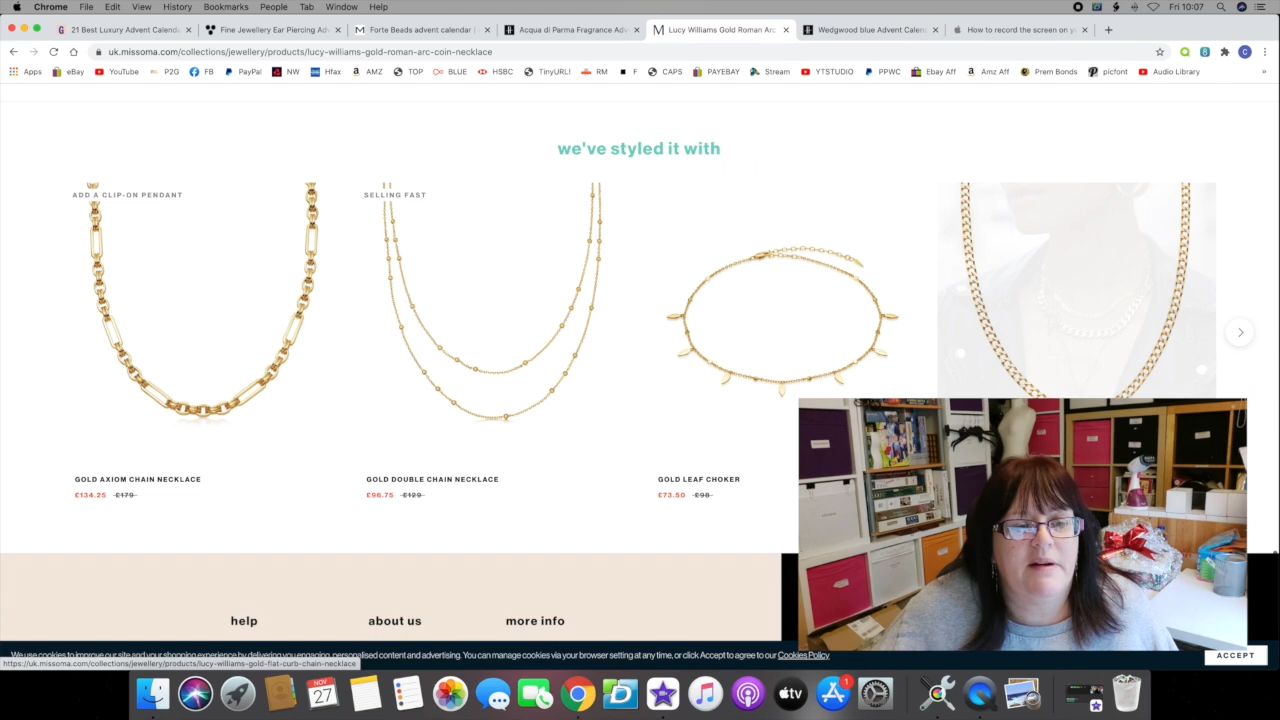 Chrome File Edit View History Bookmarks People Tab Window Help Fri 10:07
21 Best Luxury Advent Calenda Fine Jewellery Ear Piercing Adv Forte Beads advent calendar | Acqua di Parma Fragrance Adv Lucy Williams Gold Roman Arc Wedgwood blue Advent Calen How to record the screen on y
uk.missoma.com/collections/jewellery/products/lucy-williams-gold-roman-arc-coin-necklace
Apps eBay YouTube P2G FB PayPal NW Hfax AMZ TOP BLUE HSBC TinyURL! RM F CAPS PAYEBAY Stream YTSTUDIO PPWC Ebay Aff Amz Aff Prem Bonds picfont Audio Library
we've styled it with
ADD A CLIP-ON PENDANT SELLING FAST
GOLD AXIOM CHAIN NECKLACE GOLD DOUBLE CHAIN NECKLACE GOLD LEAF CHOKER
£134.25 £179 £96.75 £129 £73.50 £98
help about us more info
We use cookies to improve our site and your shopping experience by delivering you engaging, personalised content and advertising. You can manage cookies via your browser setting at any time, or click Accept to agree to our Cookies Policy ACCEPT
https://uk.missoma.com/collections/jewellery/products/lucy-williams-gold-flat-curb-chain-necklace
NOV
27
tv
1